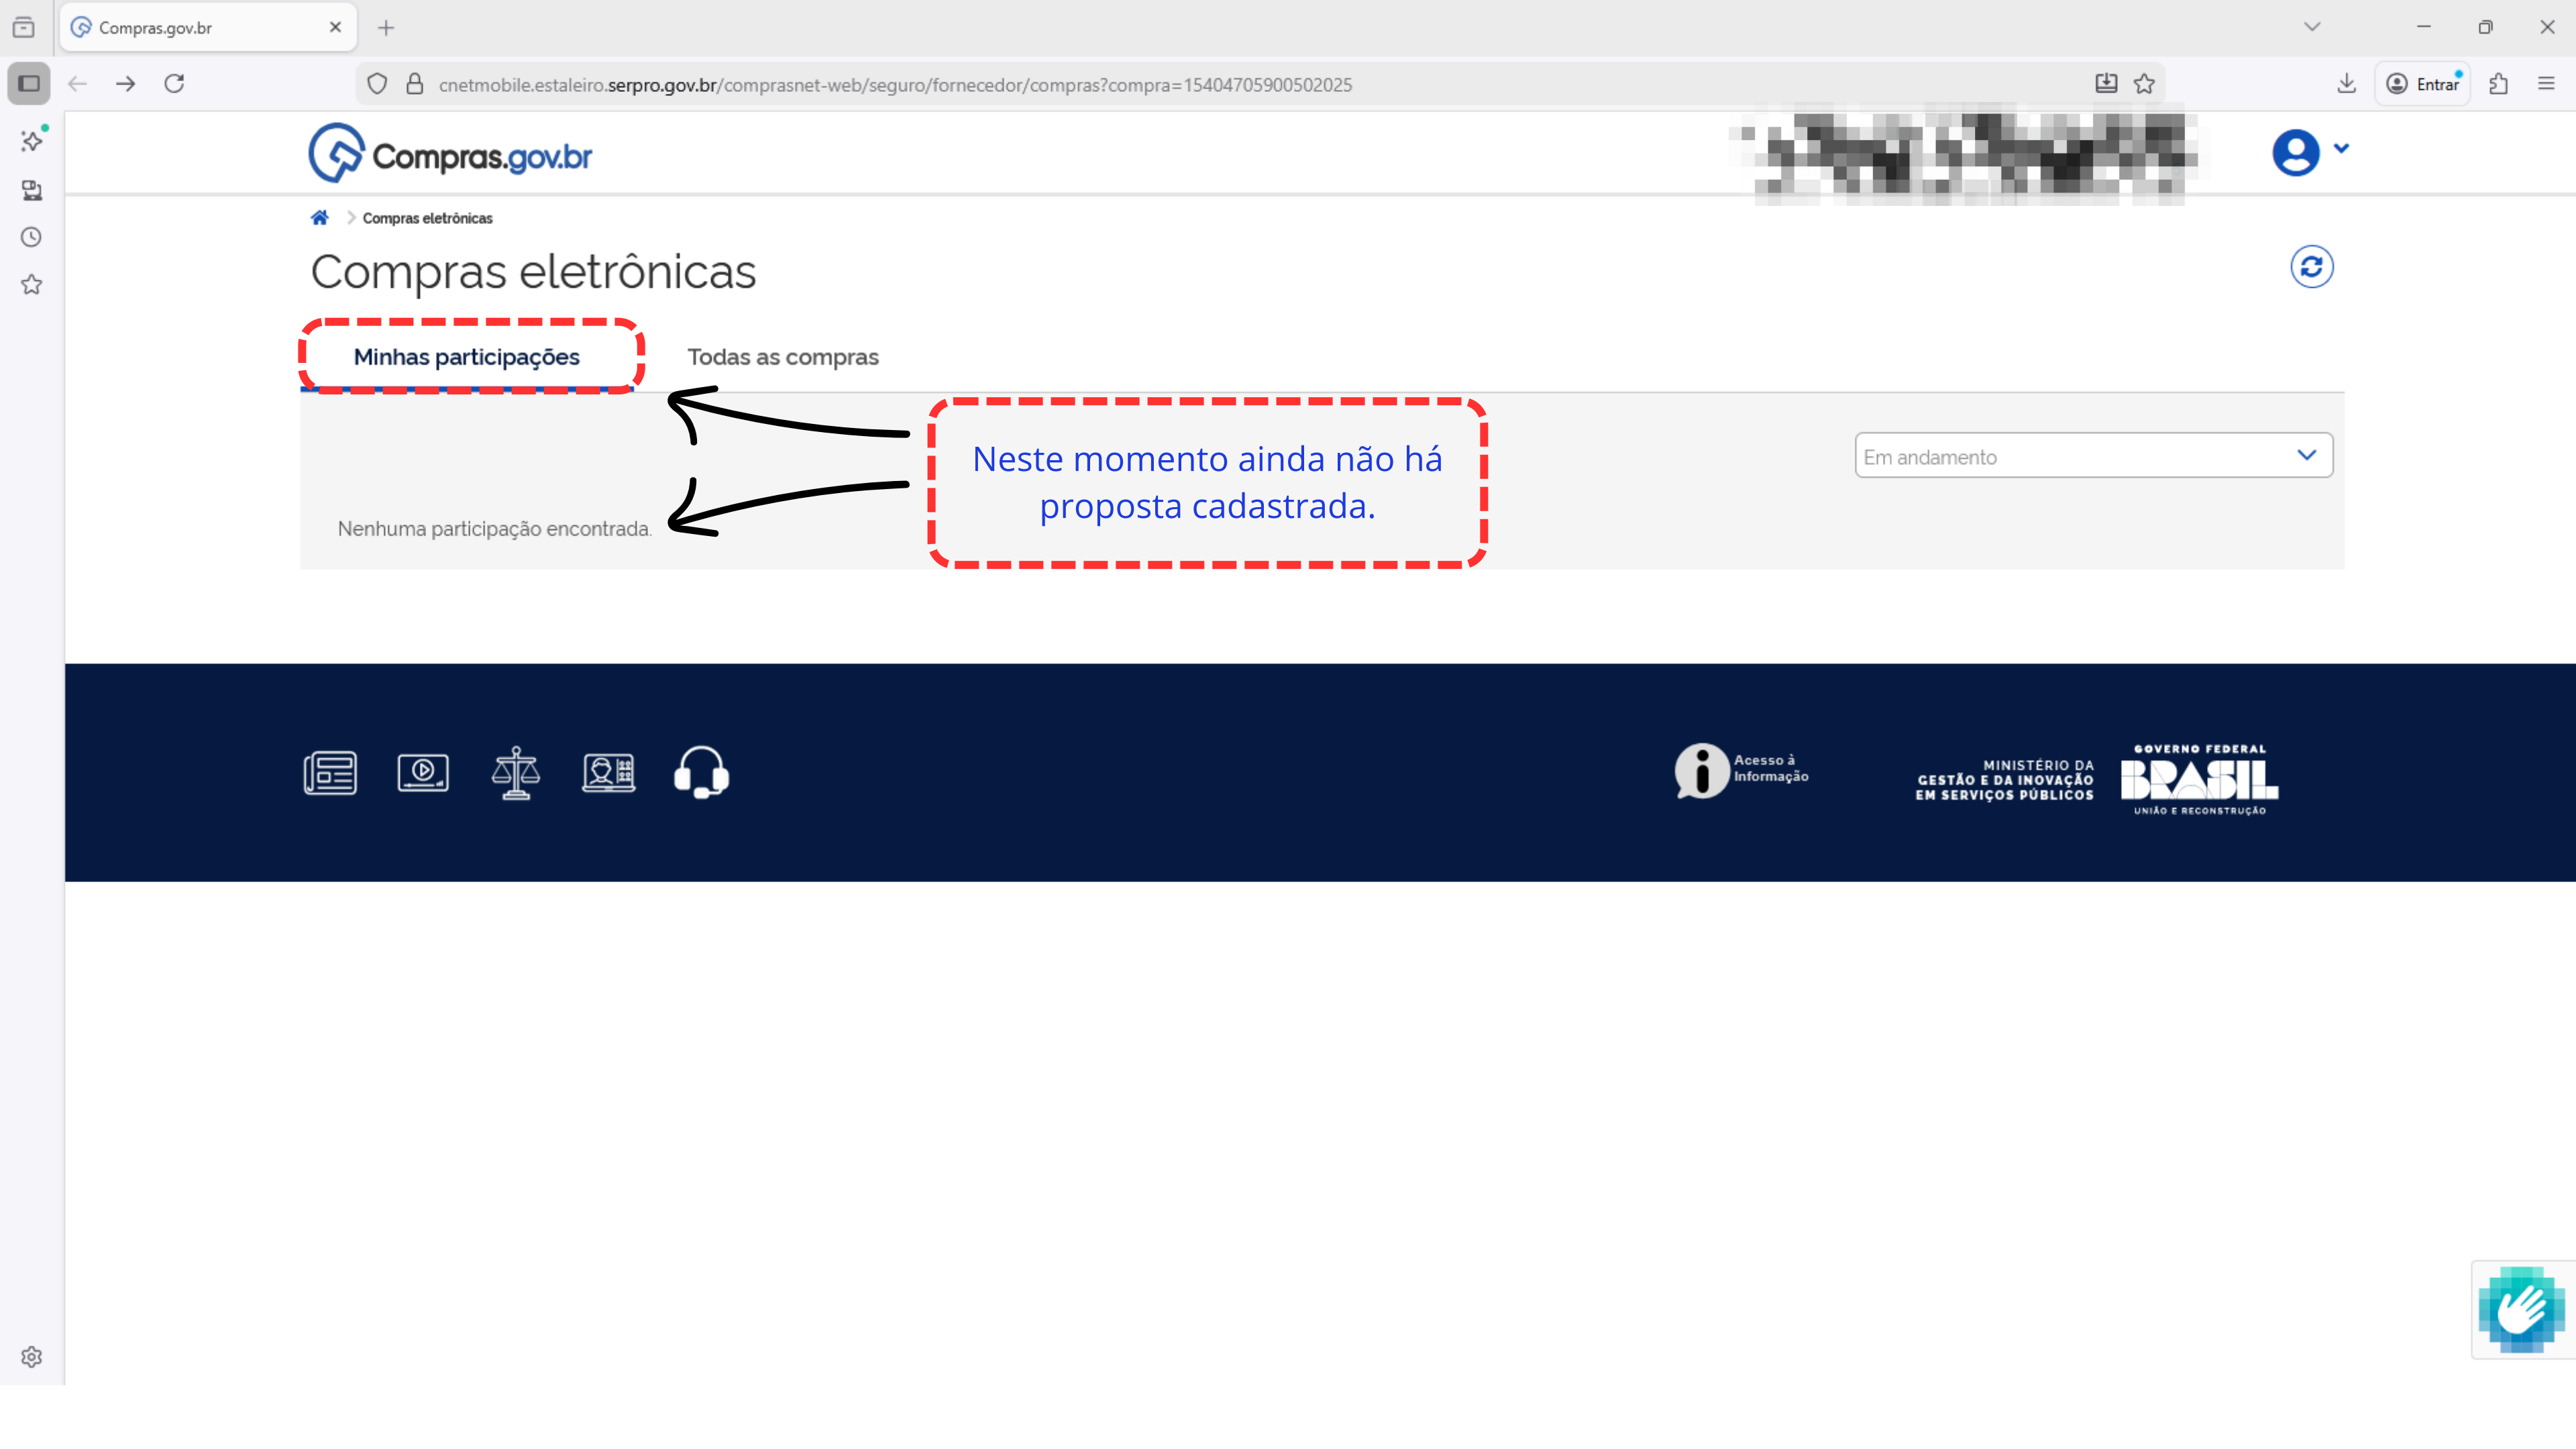 Compras.gov.br
cnetmobile.estaleiro.serpro.gov.br/comprasnet-web/seguro/fornecedor/compras?compra=15404705900502025
Entrar
Compras.gov.br
Compras eletrônicas
Compras eletrônicas
Minhas participações
Todas as compras
Neste momento ainda não há
proposta cadastrada.
Em andamento
Nenhuma participação encontrada.
Acesso à
Informação
MINISTÉRIO DA
GESTÃO E DA INOVAÇÃO
EM SERVIÇOS PÚBLICOS
GOVERNO FEDERAL
BRASIL
UNIÃO E RECONSTRUÇÃO